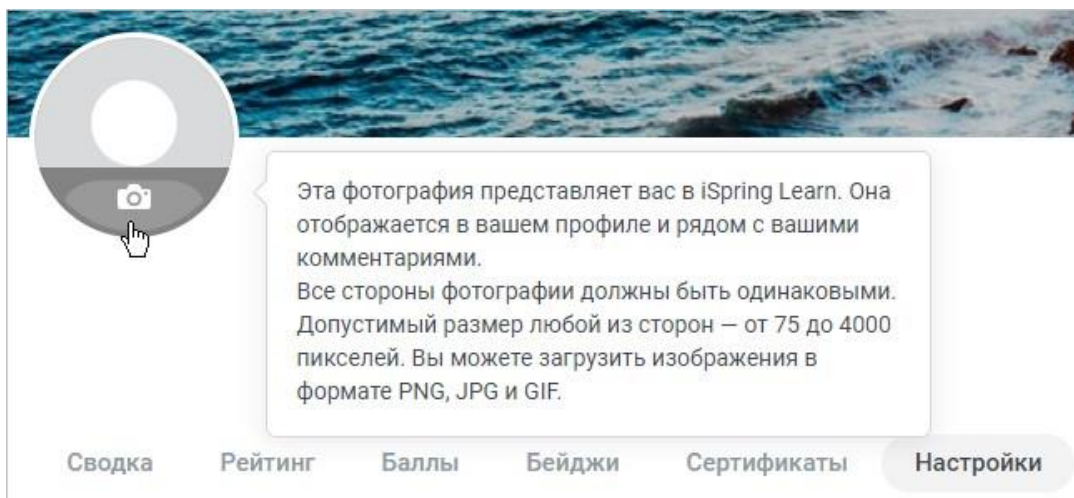 Эта фотография представляет вас в iSpring Learn. Она
отображается в вашем профиле и рядом с вашими
комментариями.
Все стороны фотографии должны быть одинаковыми.
Допустимый размер любой из сторон — от 75 до 4000
пикселей. Вы можете загрузить изображения в
формате PNG, JPG и GIF.
Сводка Рейтинг Баллы Бейджи Сертификаты Настройки